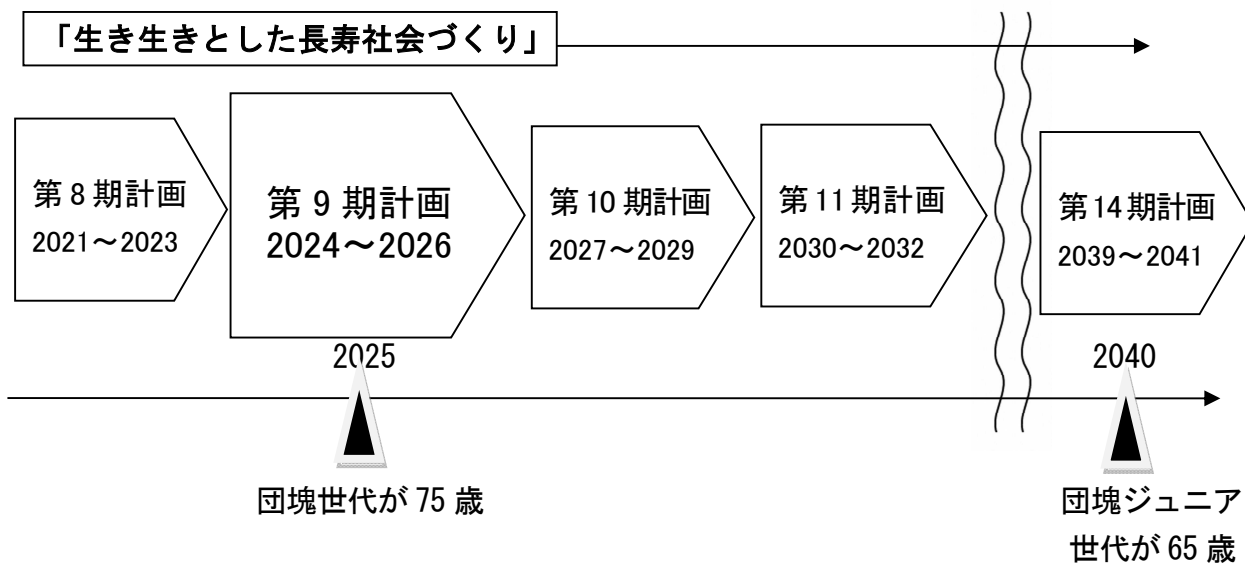 「生き生きとした長寿社会づくり」
第8期計画
2021～2023
第9期計画
2024～2026
第10期計画
2027～2029
第11期計画
2030～2032
第14期計画
2039～2041
2025
2040
団塊世代が75歳
団塊ジュニア
世代が65歳